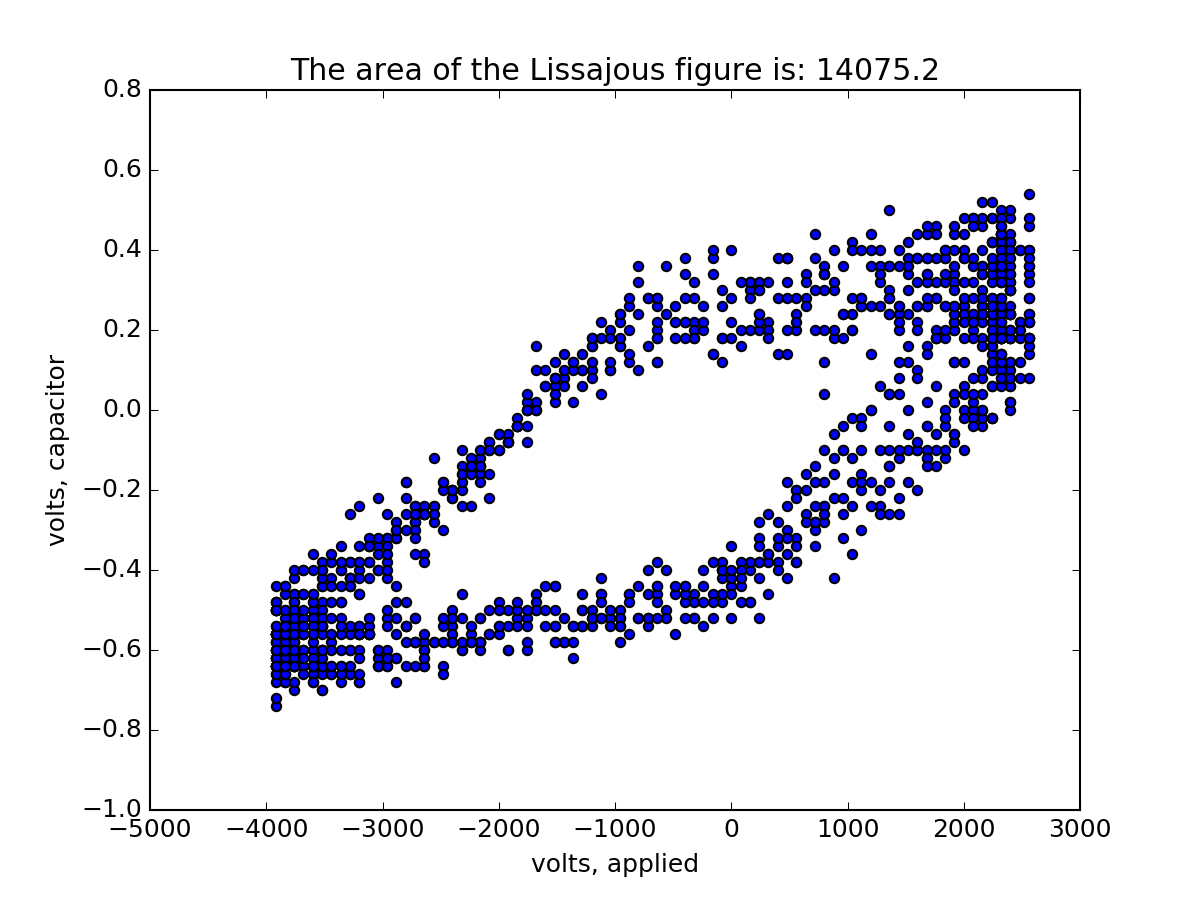 The area of the Lissajous figure is: 14075.2
0.8
0.6
0.4
0.2
0.0
−0.2
−0.4
−0.6
−0.8
−1.0
volts, capacitor
−5000 −4000 −3000 −2000 −1000 0 1000 2000 3000
volts, applied